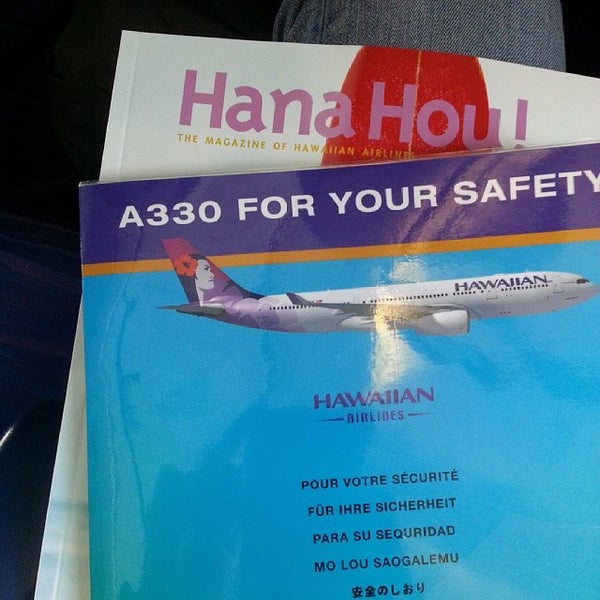 Hana Hou!
THE MAGAZINE OF HAWAIIAN AIRLINES
A330 FOR YOUR SAFETY
HAWAIIAN
HAWAIIAN
AIRLINES
POUR VOTRE SÉCURITÉ
FÜR IHRE SICHERHEIT
PARA SU SEQURIDAD
MO LOU SAOGALEMU
安全のしおり